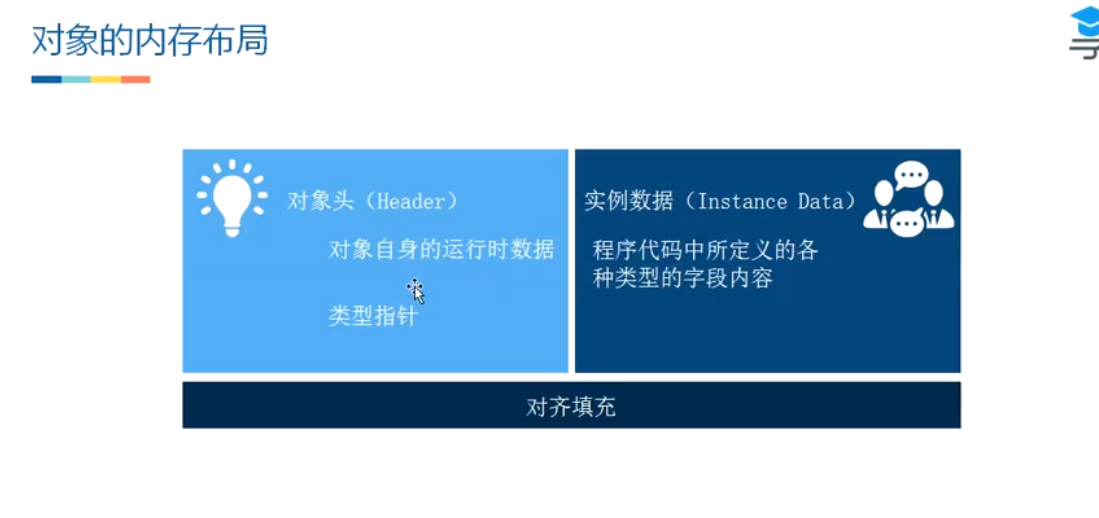 对象的内存布局
对象头（Header）
对象自身的运行时数据
类型指针
实例数据（Instance Data）
程序代码中所定义的各
种类型的字段内容
对齐填充